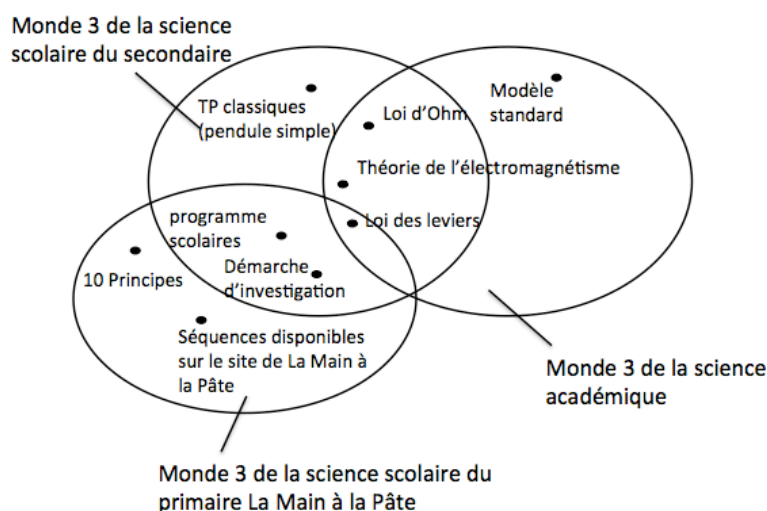 Monde 3 de la science
scolaire du secondaire
TP classiques
(pendule simple)
Loi d'Ohm
Modèle
standard
Théorie de l'électromagnétisme
Loi des leviers
programme
scolaires
Démarche
d'investigation
10 Principes
Séquences disponibles
sur le site de La Main à
la Pâte
Monde 3 de la science
académique
Monde 3 de la science scolaire du
primaire La Main à la Pâte